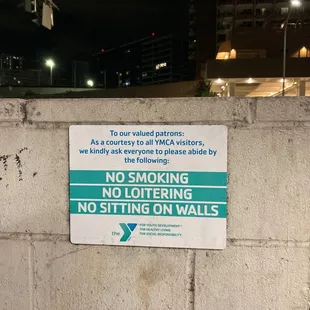 To our valued patrons:
As a courtesy to all YMCA visitors,
we kindly ask everyone to please abide by
the following:
NO SMOKING
NO LOITERING
NO SITTING ON WALLS
the
FOR YOUTH DEVELOPMENT®
FOR HEALTHY LIVING
FOR SOCIAL RESPONSIBILITY